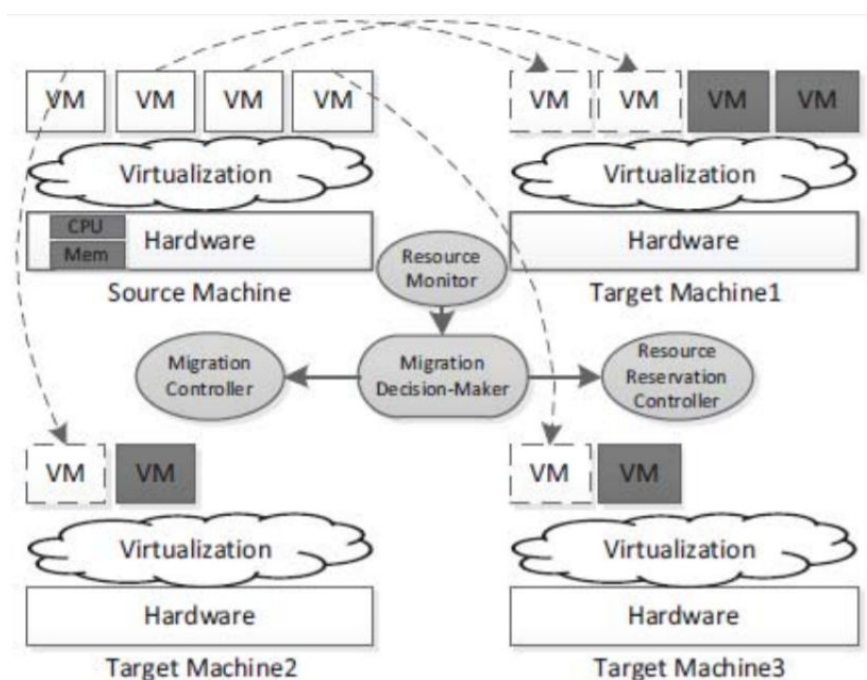 VM VM VM VM
VM VM VM VM
Virtualization
Virtualization
CPU
Mem
Hardware
Hardware
Source Machine
Target Machine1
Resource
Monitor
Migration
Controller
Migration
Decision-Maker
Resource
Reservation
Controller
VM VM
VM VM
Virtualization
Virtualization
Hardware
Hardware
Target Machine2
Target Machine3